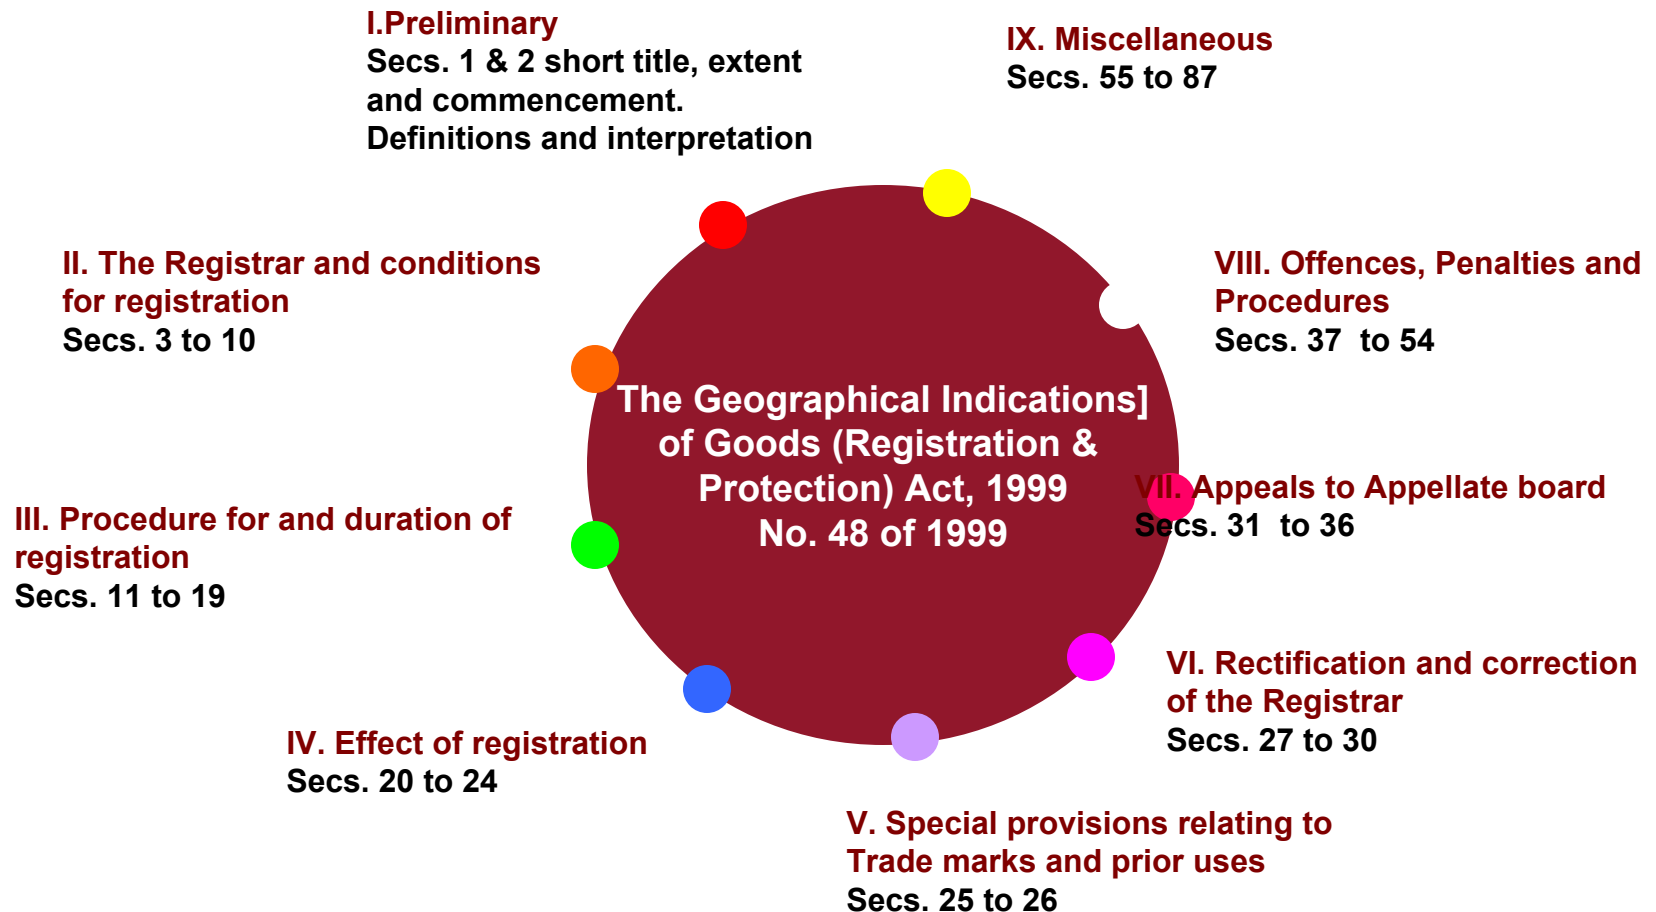 I.Preliminary
Secs. 1 & 2 short title, extent
and commencement.
Definitions and interpretation
IX. Miscellaneous
Secs. 55 to 87
II. The Registrar and conditions
for registration
Secs. 3 to 10
VIII. Offences, Penalties and
Procedures
Secs. 37  to 54
The Geographical Indications]
of Goods (Registration &
Protection) Act, 1999
No. 48 of 1999
III. Procedure for and duration of
registration
Secs. 11 to 19
VII. Appeals to Appellate board
Secs. 31  to 36
IV. Effect of registration
Secs. 20 to 24
VI. Rectification and correction
of the Registrar
Secs. 27 to 30
V. Special provisions relating to
Trade marks and prior uses
Secs. 25 to 26